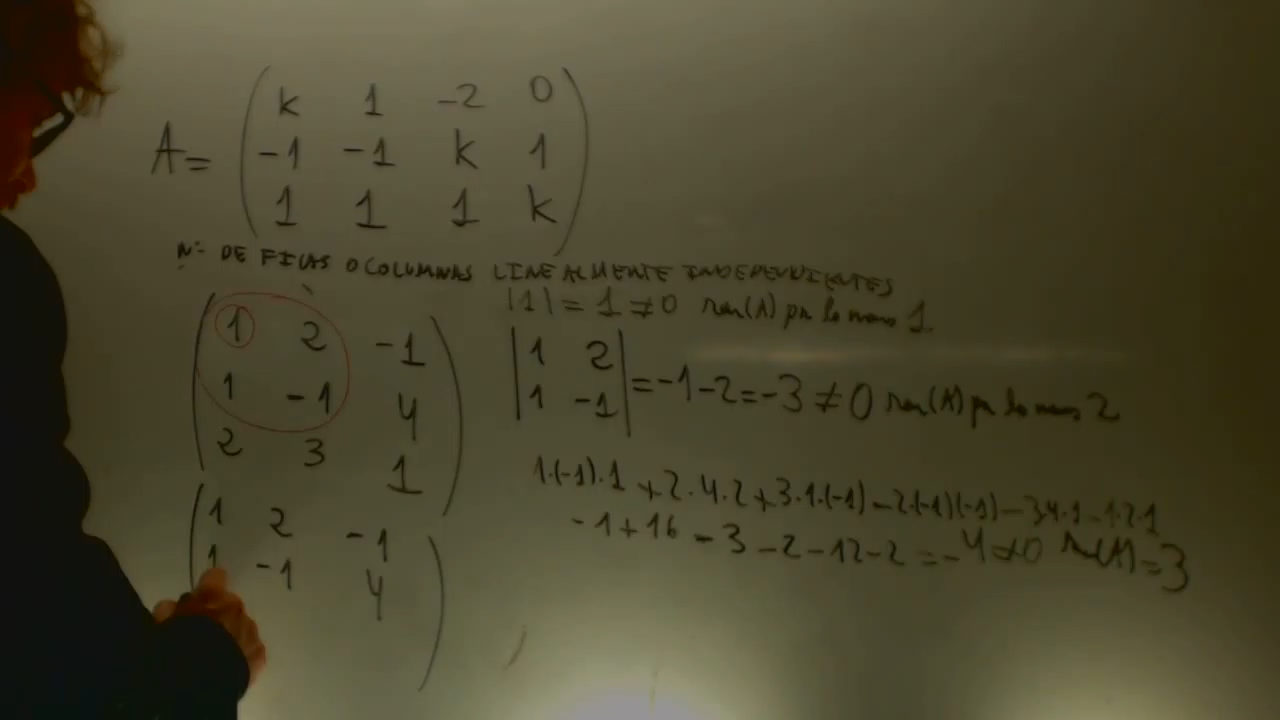 A= ( k 1 -2 0
-1 -1 k 1
1 1 1 k )
Nº DE FILAS O COLUMNAS LINEALMENTE INDEPENDIENTES
|1| = 1 ≠ 0 ran(A) por lo menos 1
( 1 2 -1
1 -1 4
2 3 1 )
| 1 2
1 -1 | = -1-2 = -3 ≠ 0 ran(A) por lo menos 2
1·(-1)·1 + 2·4·2 + 3·1·(-1) - 2·(-1)(-1) - 3·4·1 - 1·2·1
-1+16-3-2-12-2 = -4 ≠ 0 ran(A) = 3
( 1 2 -1
1 -1 4 )